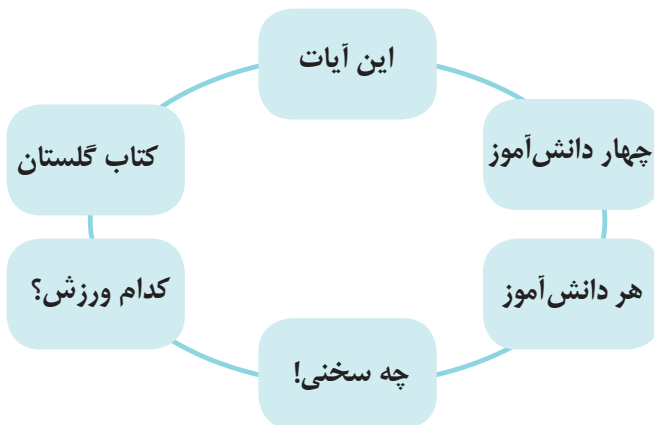 این آیات
چهار دانش‌آموز
هر دانش‌آموز
چه سخنی!
کدام ورزش؟
کتاب گلستان